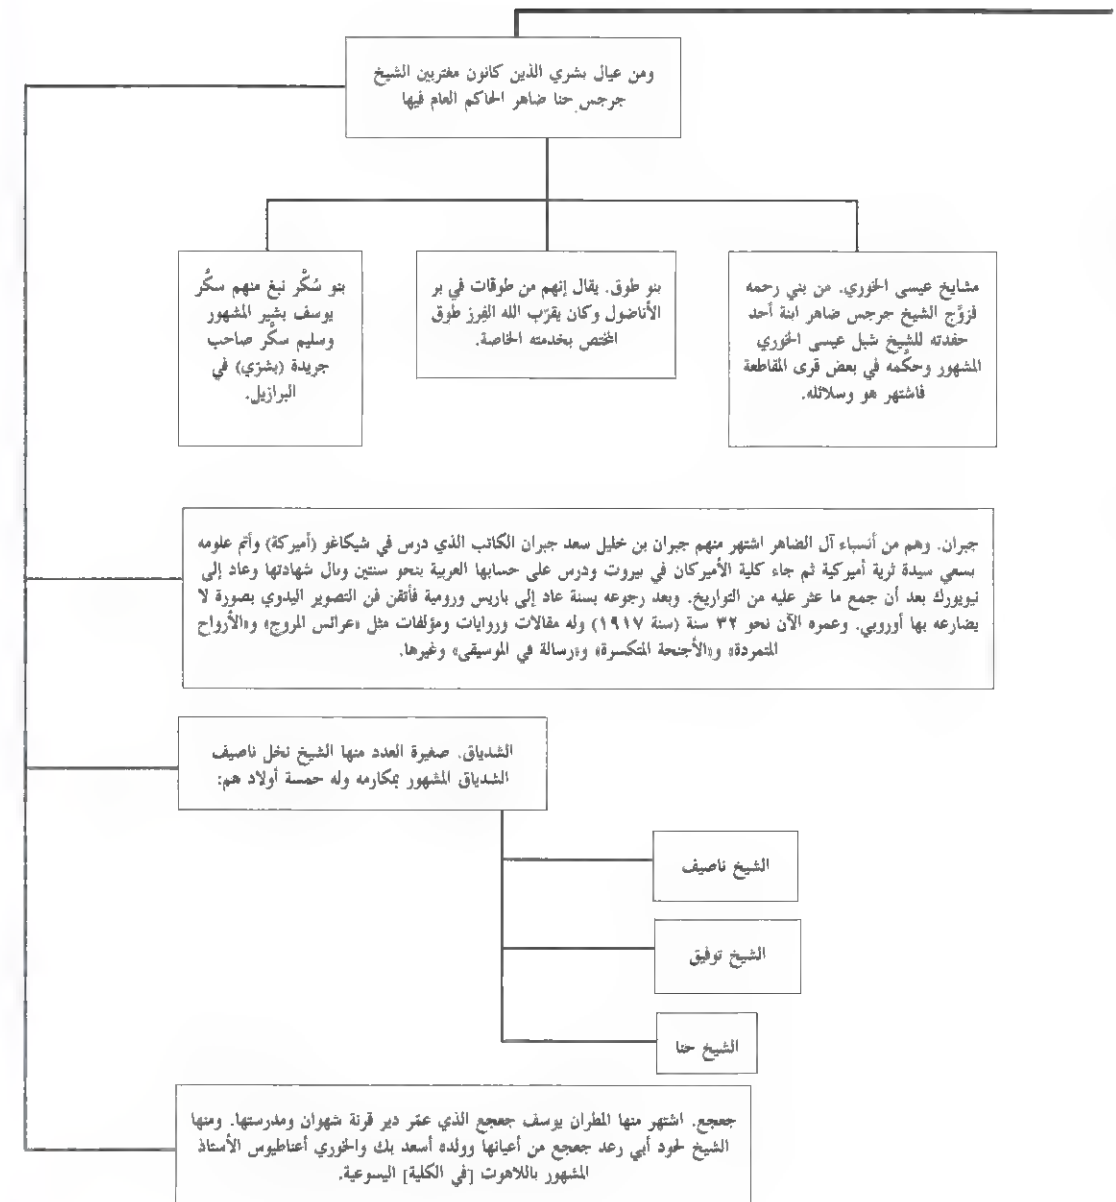 ومن عيال بشري الذين كانون مغتربين الشيخ
جرجس حنا ضاهر الحاكم العام فيها
مشايخ عيسى الخوري. من بني رحمه
فزوَّج الشيخ جرجس ضاهر ابنة أحد
حفدته للشيخ شبل عيسى الخوري
المشهور وحكَّمه في بعض قرى المقاطعة
فاشتهر هو وسلائله.
بنو طوق. يقال إنهم من طوقات في بر
الأناضول وكان يقرّب الله الفِرز طوق
المختص بخدمته الخاصة.
بنو سُكَّر نبغ منهم سكَّر
يوسف بشير المشهور
وسليم سكَّر صاحب
جريدة (بشرّي) في
البرازيل.
جبران. وهم من أنسباء آل الضاهر اشتهر منهم جبران بن خليل سعد جبران الكاتب الذي درس في شيكاغو (أميركة) وأتم علومه
بسعي سيدة ثرية أميركية ثم جاء كلية الأميركان في بيروت ودرس على حسابها العربية بنحو سنتين ونال شهادتها وعاد إلى
نيويورك بعد أن جمع ما عثر عليه من التواريخ. وبعد رجوعه بسنة عاد إلى باريس ورومية فأتقن فن التصوير اليدوي بصورة لا
يضارعه بها أوروبي. وعمره الآن نحو ٣٢ سنة (سنة ١٩١٧) وله مقالات وروايات ومؤلفات مثل «عرائس المروج» و«الأرواح
المتمردة» و«الأجنحة المتكسرة» و«رسالة في الموسيقى» وغيرها.
الشدياق. صغيرة العدد منها الشيخ نخل ناصيف
الشدياق المشهور بمكارمه وله خمسة أولاد هم:
الشيخ ناصيف
الشيخ توفيق
الشيخ حنا
جعجع. اشتهر منها المطران يوسف جعجع الذي عمّر دير قرنة شهوان ومدرستها. ومنها
الشيخ لحود أبي رعد جعجع من أعيانها وولده أسعد بك والخوري أغناطيوس الأستاذ
المشهور باللاهوت [في الكلية] اليسوعية.